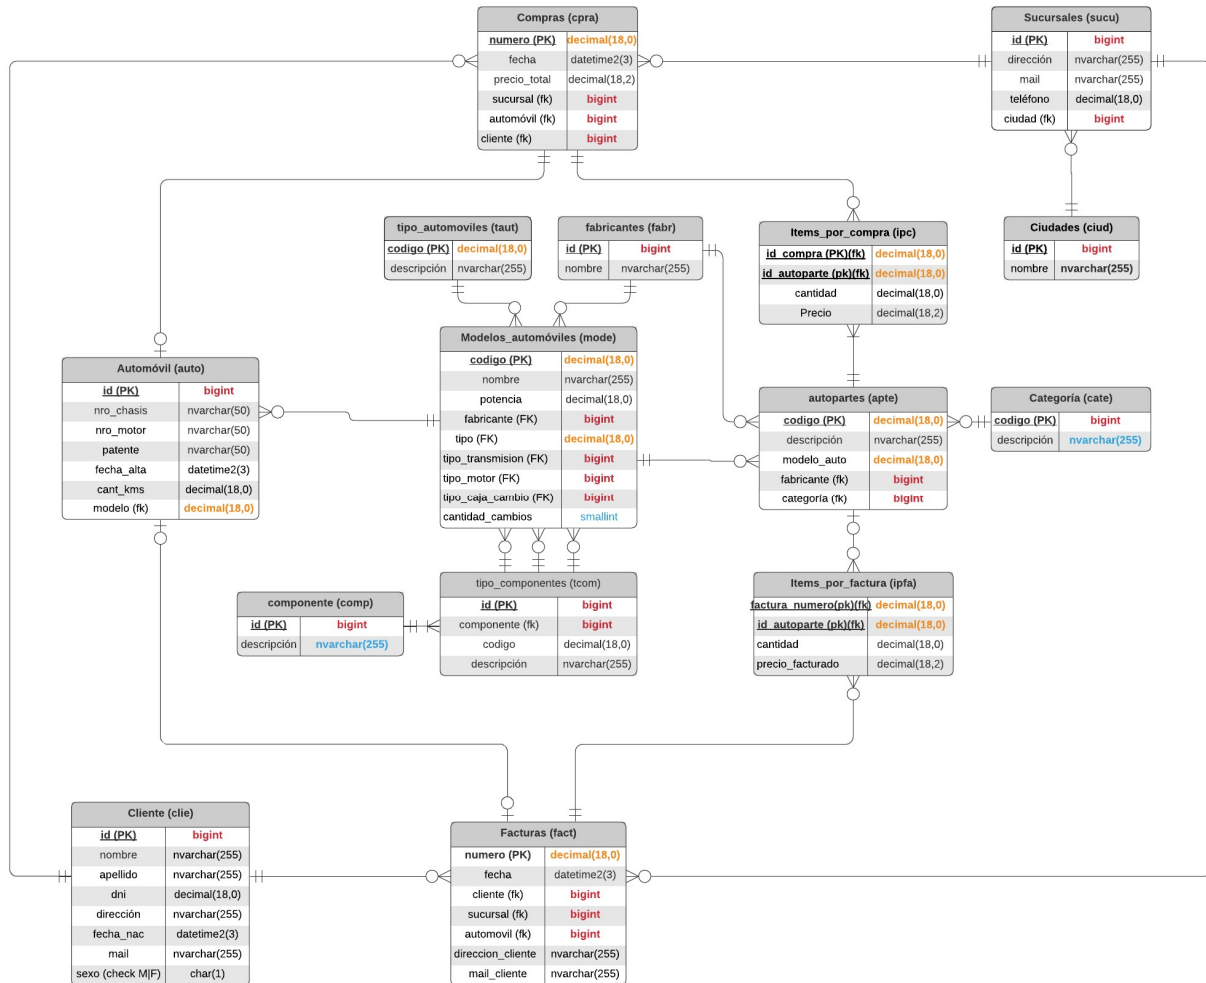 Compras (cpra)
numero (PK) decimal(18,0)
fecha datetime2(3)
precio_total decimal(18,2)
sucursal (fk) bigint
automóvil (fk) bigint
cliente (fk) bigint
Sucursales (sucu)
id (PK) bigint
dirección nvarchar(255)
mail nvarchar(255)
teléfono decimal(18,0)
ciudad (fk) bigint
tipo_automoviles (taut)
codigo (PK) decimal(18,0)
descripción nvarchar(255)
fabricantes (fabr)
id (PK) bigint
nombre nvarchar(255)
Items_por_compra (ipc)
id_compra (PK)(fk) decimal(18,0)
id_autoparte (pk)(fk) decimal(18,0)
cantidad decimal(18,0)
Precio decimal(18,2)
Ciudades (ciud)
id (PK) bigint
nombre nvarchar(255)
Automóvil (auto)
id (PK) bigint
nro_chasis nvarchar(50)
nro_motor nvarchar(50)
patente nvarchar(50)
fecha_alta datetime2(3)
cant_kms decimal(18,0)
modelo (fk) decimal(18,0)
Modelos_automóviles (mode)
codigo (PK) decimal(18,0)
nombre nvarchar(255)
potencia decimal(18,0)
fabricante (FK) bigint
tipo (FK) decimal(18,0)
tipo_transmision (FK) bigint
tipo_motor (FK) bigint
tipo_caja_cambio (FK) bigint
cantidad_cambios smallint
autopartes (apte)
codigo (PK) decimal(18,0)
descripción nvarchar(255)
modelo_auto decimal(18,0)
fabricante (fk) bigint
categoría (fk) bigint
Categoría (cate)
codigo (PK) bigint
descripción nvarchar(255)
componente (comp)
id (PK) bigint
descripción nvarchar(255)
tipo_componentes (tcom)
id (PK) bigint
componente (fk) bigint
codigo decimal(18,0)
descripción nvarchar(255)
Items_por_factura (ipfa)
factura_numero(pk)(fk) decimal(18,0)
id_autoparte (pk)(fk) decimal(18,0)
cantidad decimal(18,0)
precio_facturado decimal(18,2)
Cliente (clie)
id (PK) bigint
nombre nvarchar(255)
apellido nvarchar(255)
dni decimal(18,0)
dirección nvarchar(255)
fecha_nac datetime2(3)
mail nvarchar(255)
sexo (check M|F) char(1)
Facturas (fact)
numero (PK) decimal(18,0)
fecha datetime2(3)
cliente (fk) bigint
sucursal (fk) bigint
automovil (fk) bigint
direccion_cliente nvarchar(255)
mail_cliente nvarchar(255)